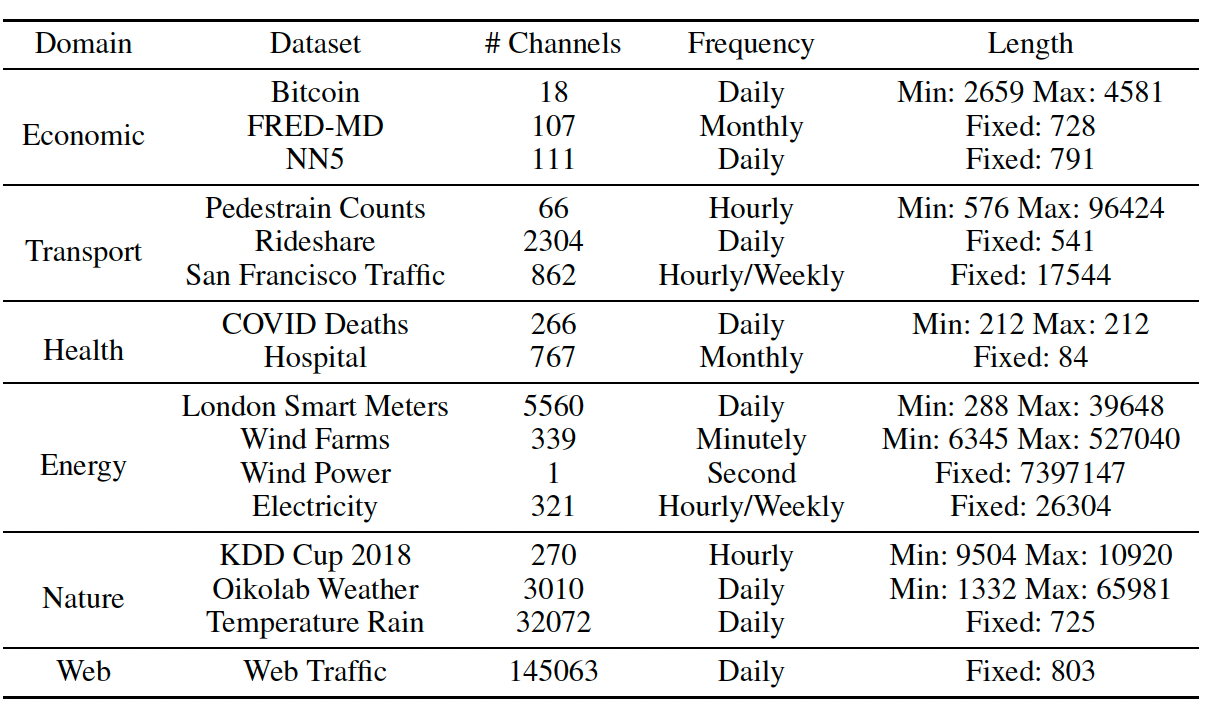 Domain Dataset # Channels Frequency Length
Economic
Bitcoin 18 Daily Min: 2659 Max: 4581
FRED-MD 107 Monthly Fixed: 728
NN5 111 Daily Fixed: 791
Transport
Pedestrain Counts 66 Hourly Min: 576 Max: 96424
Rideshare 2304 Daily Fixed: 541
San Francisco Traffic 862 Hourly/Weekly Fixed: 17544
Health
COVID Deaths 266 Daily Min: 212 Max: 212
Hospital 767 Monthly Fixed: 84
Energy
London Smart Meters 5560 Daily Min: 288 Max: 39648
Wind Farms 339 Minutely Min: 6345 Max: 527040
Wind Power 1 Second Fixed: 7397147
Electricity 321 Hourly/Weekly Fixed: 26304
Nature
KDD Cup 2018 270 Hourly Min: 9504 Max: 10920
Oikolab Weather 3010 Daily Min: 1332 Max: 65981
Temperature Rain 32072 Daily Fixed: 725
Web Web Traffic 145063 Daily Fixed: 803